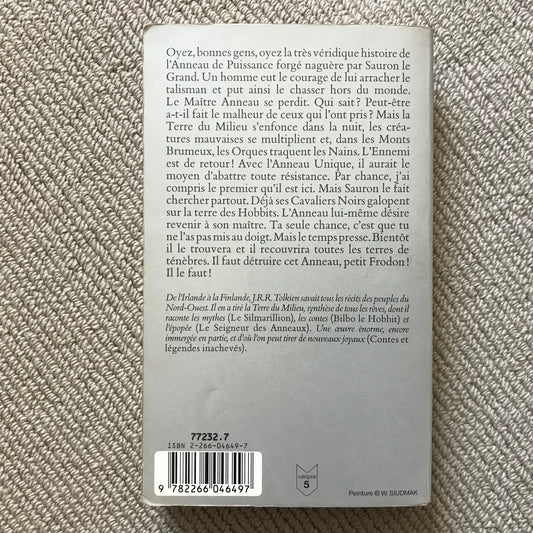 Oyez, bonnes gens, oyez la très véridique histoire de
l'Anneau de Puissance forgé naguère par Sauron le
Grand. Un homme eut le courage de lui arracher le
talisman et put ainsi le chasser hors du monde.
Le Maître Anneau se perdit. Qui sait ? Peut-être
a-t-il fait le malheur de ceux qui l'ont pris ? Mais la
Terre du Milieu s'enfonce dans la nuit, les créa-
tures mauvaises se multiplient et, dans les Monts
Brumeux, les Orques traquent les Nains. L'Ennemi
est de retour ! Avec l'Anneau Unique, il aurait le
moyen d'abattre toute résistance. Par chance, j'ai
compris le premier qu'il est ici. Mais Sauron le fait
chercher partout. Déjà ses Cavaliers Noirs galopent
sur la terre des Hobbits. L'Anneau lui-même désire
revenir à son maître. Ta seule chance, c'est que tu
ne l'as pas mis au doigt. Mais le temps presse. Bientôt
il le trouvera et il recouvrira toutes les terres de
ténèbres. Il faut détruire cet Anneau, petit Frodon !
Il le faut !
De l'Irlande à la Finlande, J.R.R. Tolkien savait tous les récits des peuples du
Nord-Ouest. Il en a tiré la Terre du Milieu, synthèse de tous les rêves, dont il
raconte les mythes (Le Silmarillion), les contes (Bilbo le Hobbit) et
l'épopée (Le Seigneur des Anneaux). Une œuvre énorme, encore
immergée en partie, et d'où l'on peut tirer de nouveaux joyaux (Contes et
légendes inachevés).
77232.7
ISBN 2-266-04649-7
9 782266 046497
catégorie
5
Peinture © W. SIUDMAK